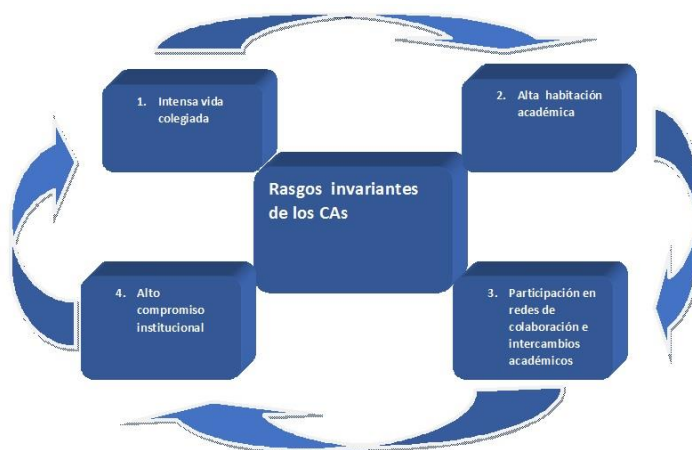 1. Intensa vida
colegiada
2. Alta habitación
académica
Rasgos invariantes
de los CAs
4. Alto
compromiso
institucional
3. Participación en
redes de
colaboración e
intercambios
académicos